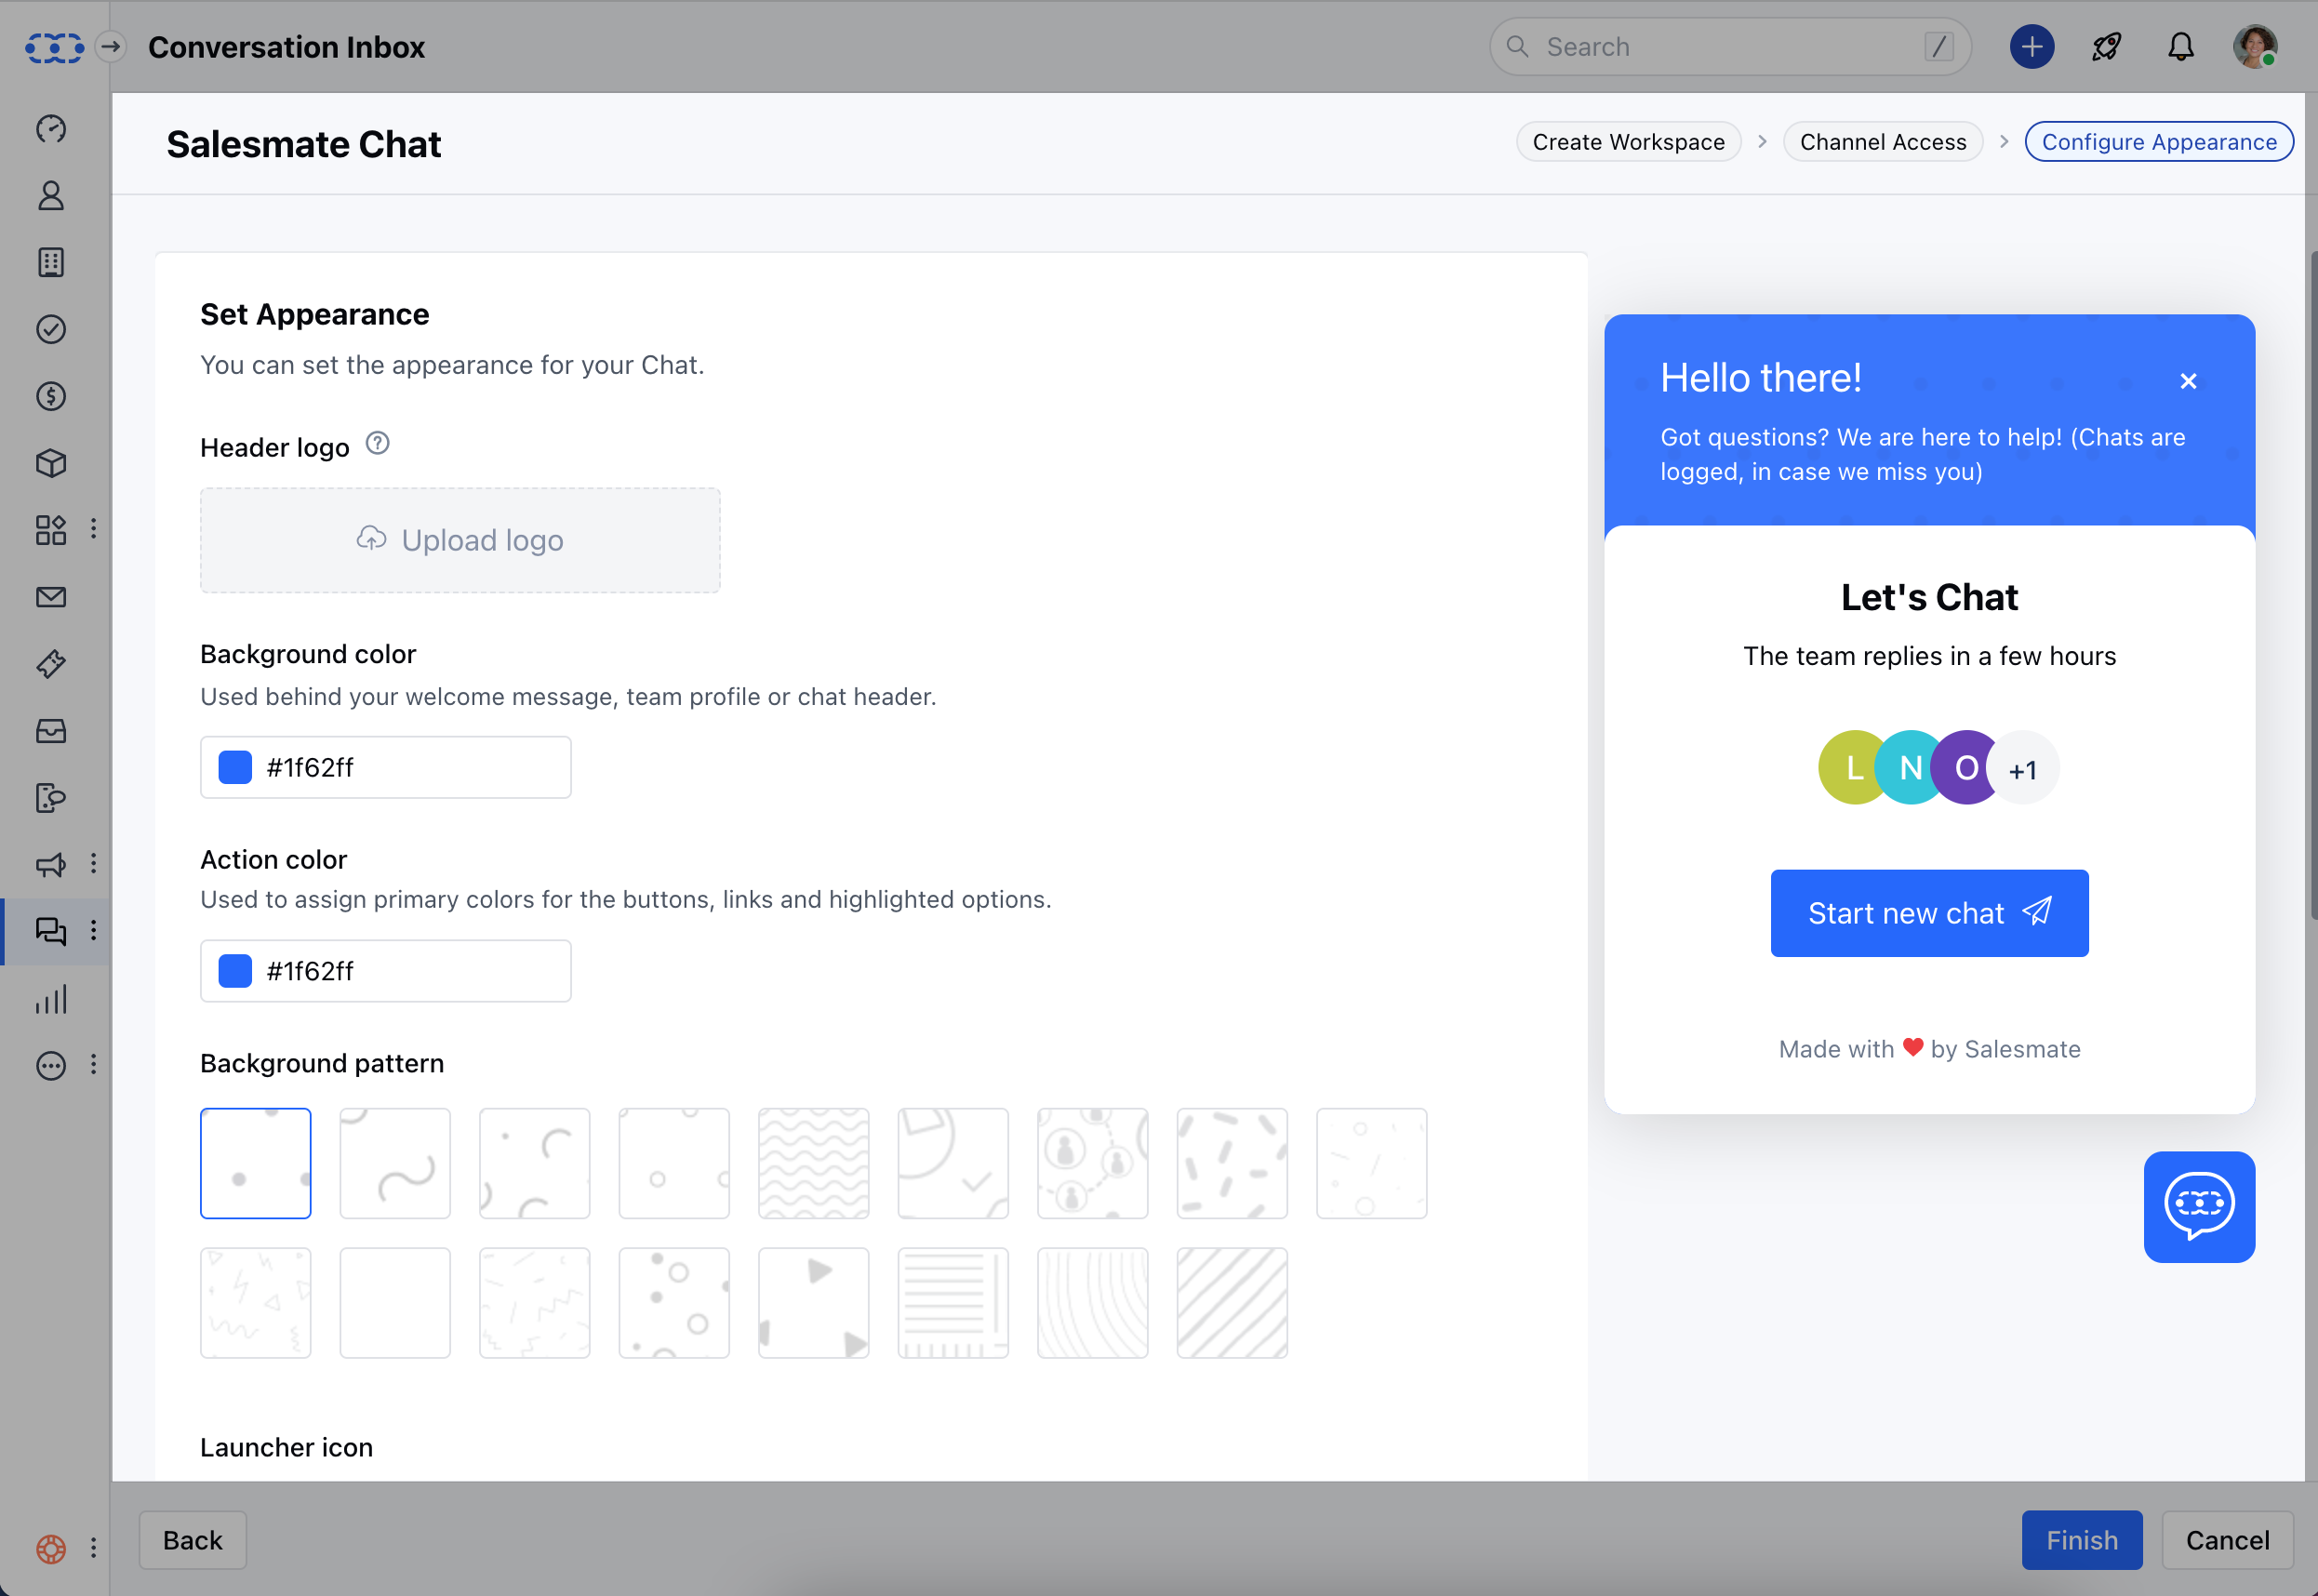 Conversation Inbox
Search /
Salesmate Chat
Create Workspace
Channel Access
Configure Appearance
Set Appearance
You can set the appearance for your Chat.
Header logo
Upload logo
Background color
Used behind your welcome message, team profile or chat header.
#1f62ff
Action color
Used to assign primary colors for the buttons, links and highlighted options.
#1f62ff
Background pattern
Launcher icon
Hello there!
Got questions? We are here to help! (Chats are
logged, in case we miss you)
Let's Chat
The team replies in a few hours
L N O +1
Start new chat
Made with ❤ by Salesmate
Back
Finish
Cancel